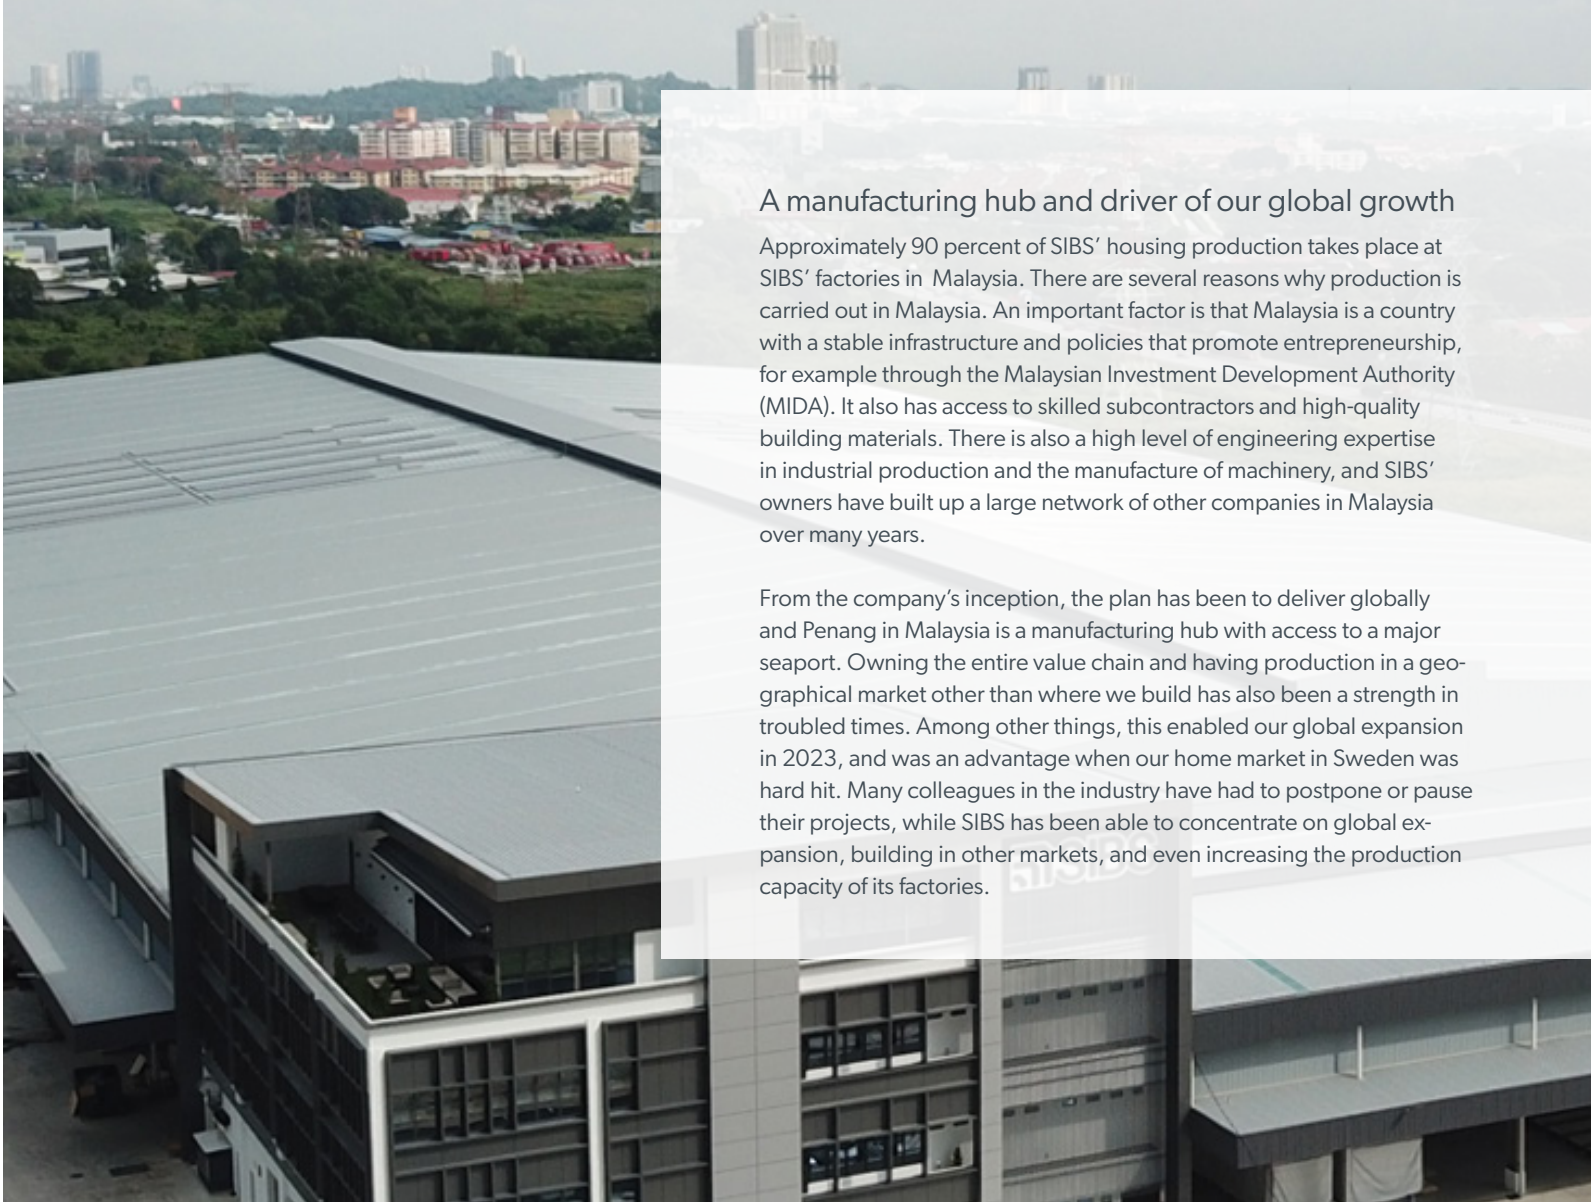 A manufacturing hub and driver of our global growth
Approximately 90 percent of SIBS’ housing production takes place at
SIBS’ factories in Malaysia. There are several reasons why production is
carried out in Malaysia. An important factor is that Malaysia is a country
with a stable infrastructure and policies that promote entrepreneurship,
for example through the Malaysian Investment Development Authority
(MIDA). It also has access to skilled subcontractors and high-quality
building materials. There is also a high level of engineering expertise
in industrial production and the manufacture of machinery, and SIBS’
owners have built up a large network of other companies in Malaysia
over many years.
From the company’s inception, the plan has been to deliver globally
and Penang in Malaysia is a manufacturing hub with access to a major
seaport. Owning the entire value chain and having production in a geo-
graphical market other than where we build has also been a strength in
troubled times. Among other things, this enabled our global expansion
in 2023, and was an advantage when our home market in Sweden was
hard hit. Many colleagues in the industry have had to postpone or pause
their projects, while SIBS has been able to concentrate on global ex-
pansion, building in other markets, and even increasing the production
capacity of its factories.
SIBS